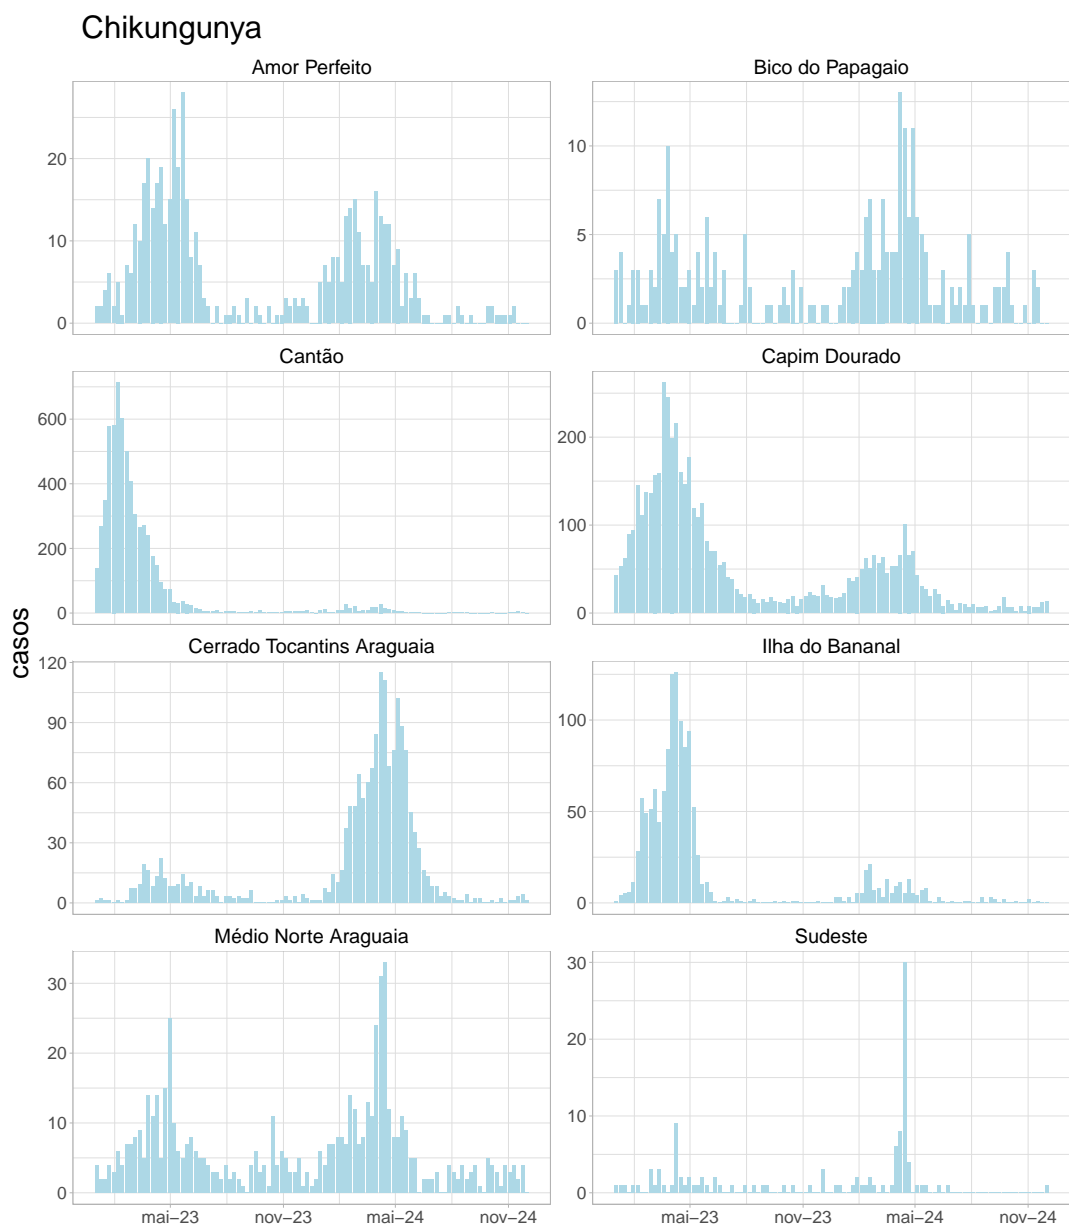 Chikungunya
Amor Perfeito
Bico do Papagaio
20
10
0
10
5
0
Cantão
Capim Dourado
600
400
200
0
200
100
0
casos
Cerrado Tocantins Araguaia
Ilha do Bananal
120
90
60
30
0
100
50
0
Médio Norte Araguaia
Sudeste
30
20
10
0
30
20
10
0
mai–23 nov–23 mai–24 nov–24
mai–23 nov–23 mai–24 nov–24